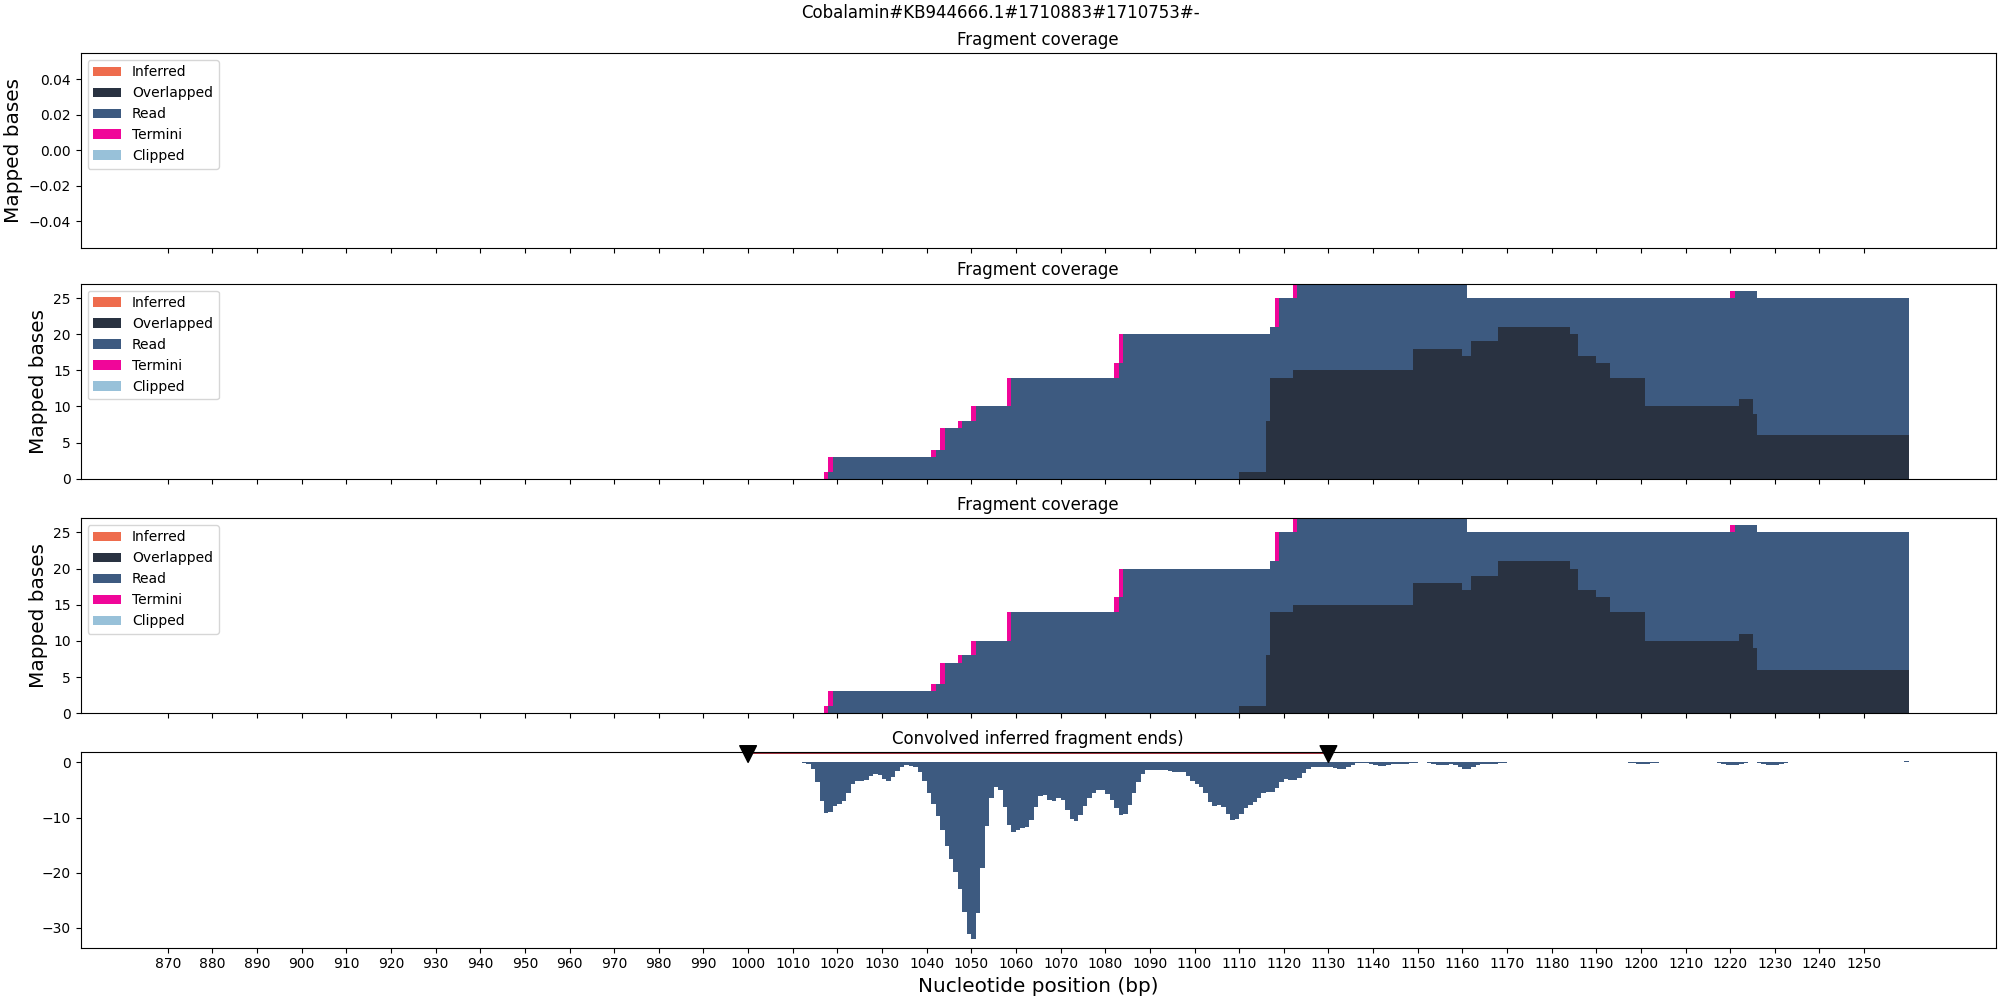 Cobalamin#KB944666.1#1710883#1710753#-
Fragment coverage
Mapped bases
0.04
0.02
0.00
−0.02
−0.04
Inferred
Overlapped
Read
Termini
Clipped
Fragment coverage
Mapped bases
25
20
15
10
5
0
Inferred
Overlapped
Read
Termini
Clipped
Fragment coverage
Mapped bases
25
20
15
10
5
0
Inferred
Overlapped
Read
Termini
Clipped
Convolved inferred fragment ends)
0
−10
−20
−30
870 880 890 900 910 920 930 940 950 960 970 980 990 1000 1010 1020 1030 1040 1050 1060 1070 1080 1090 1100 1110 1120 1130 1140 1150 1160 1170 1180 1190 1200 1210 1220 1230 1240 1250
Nucleotide position (bp)